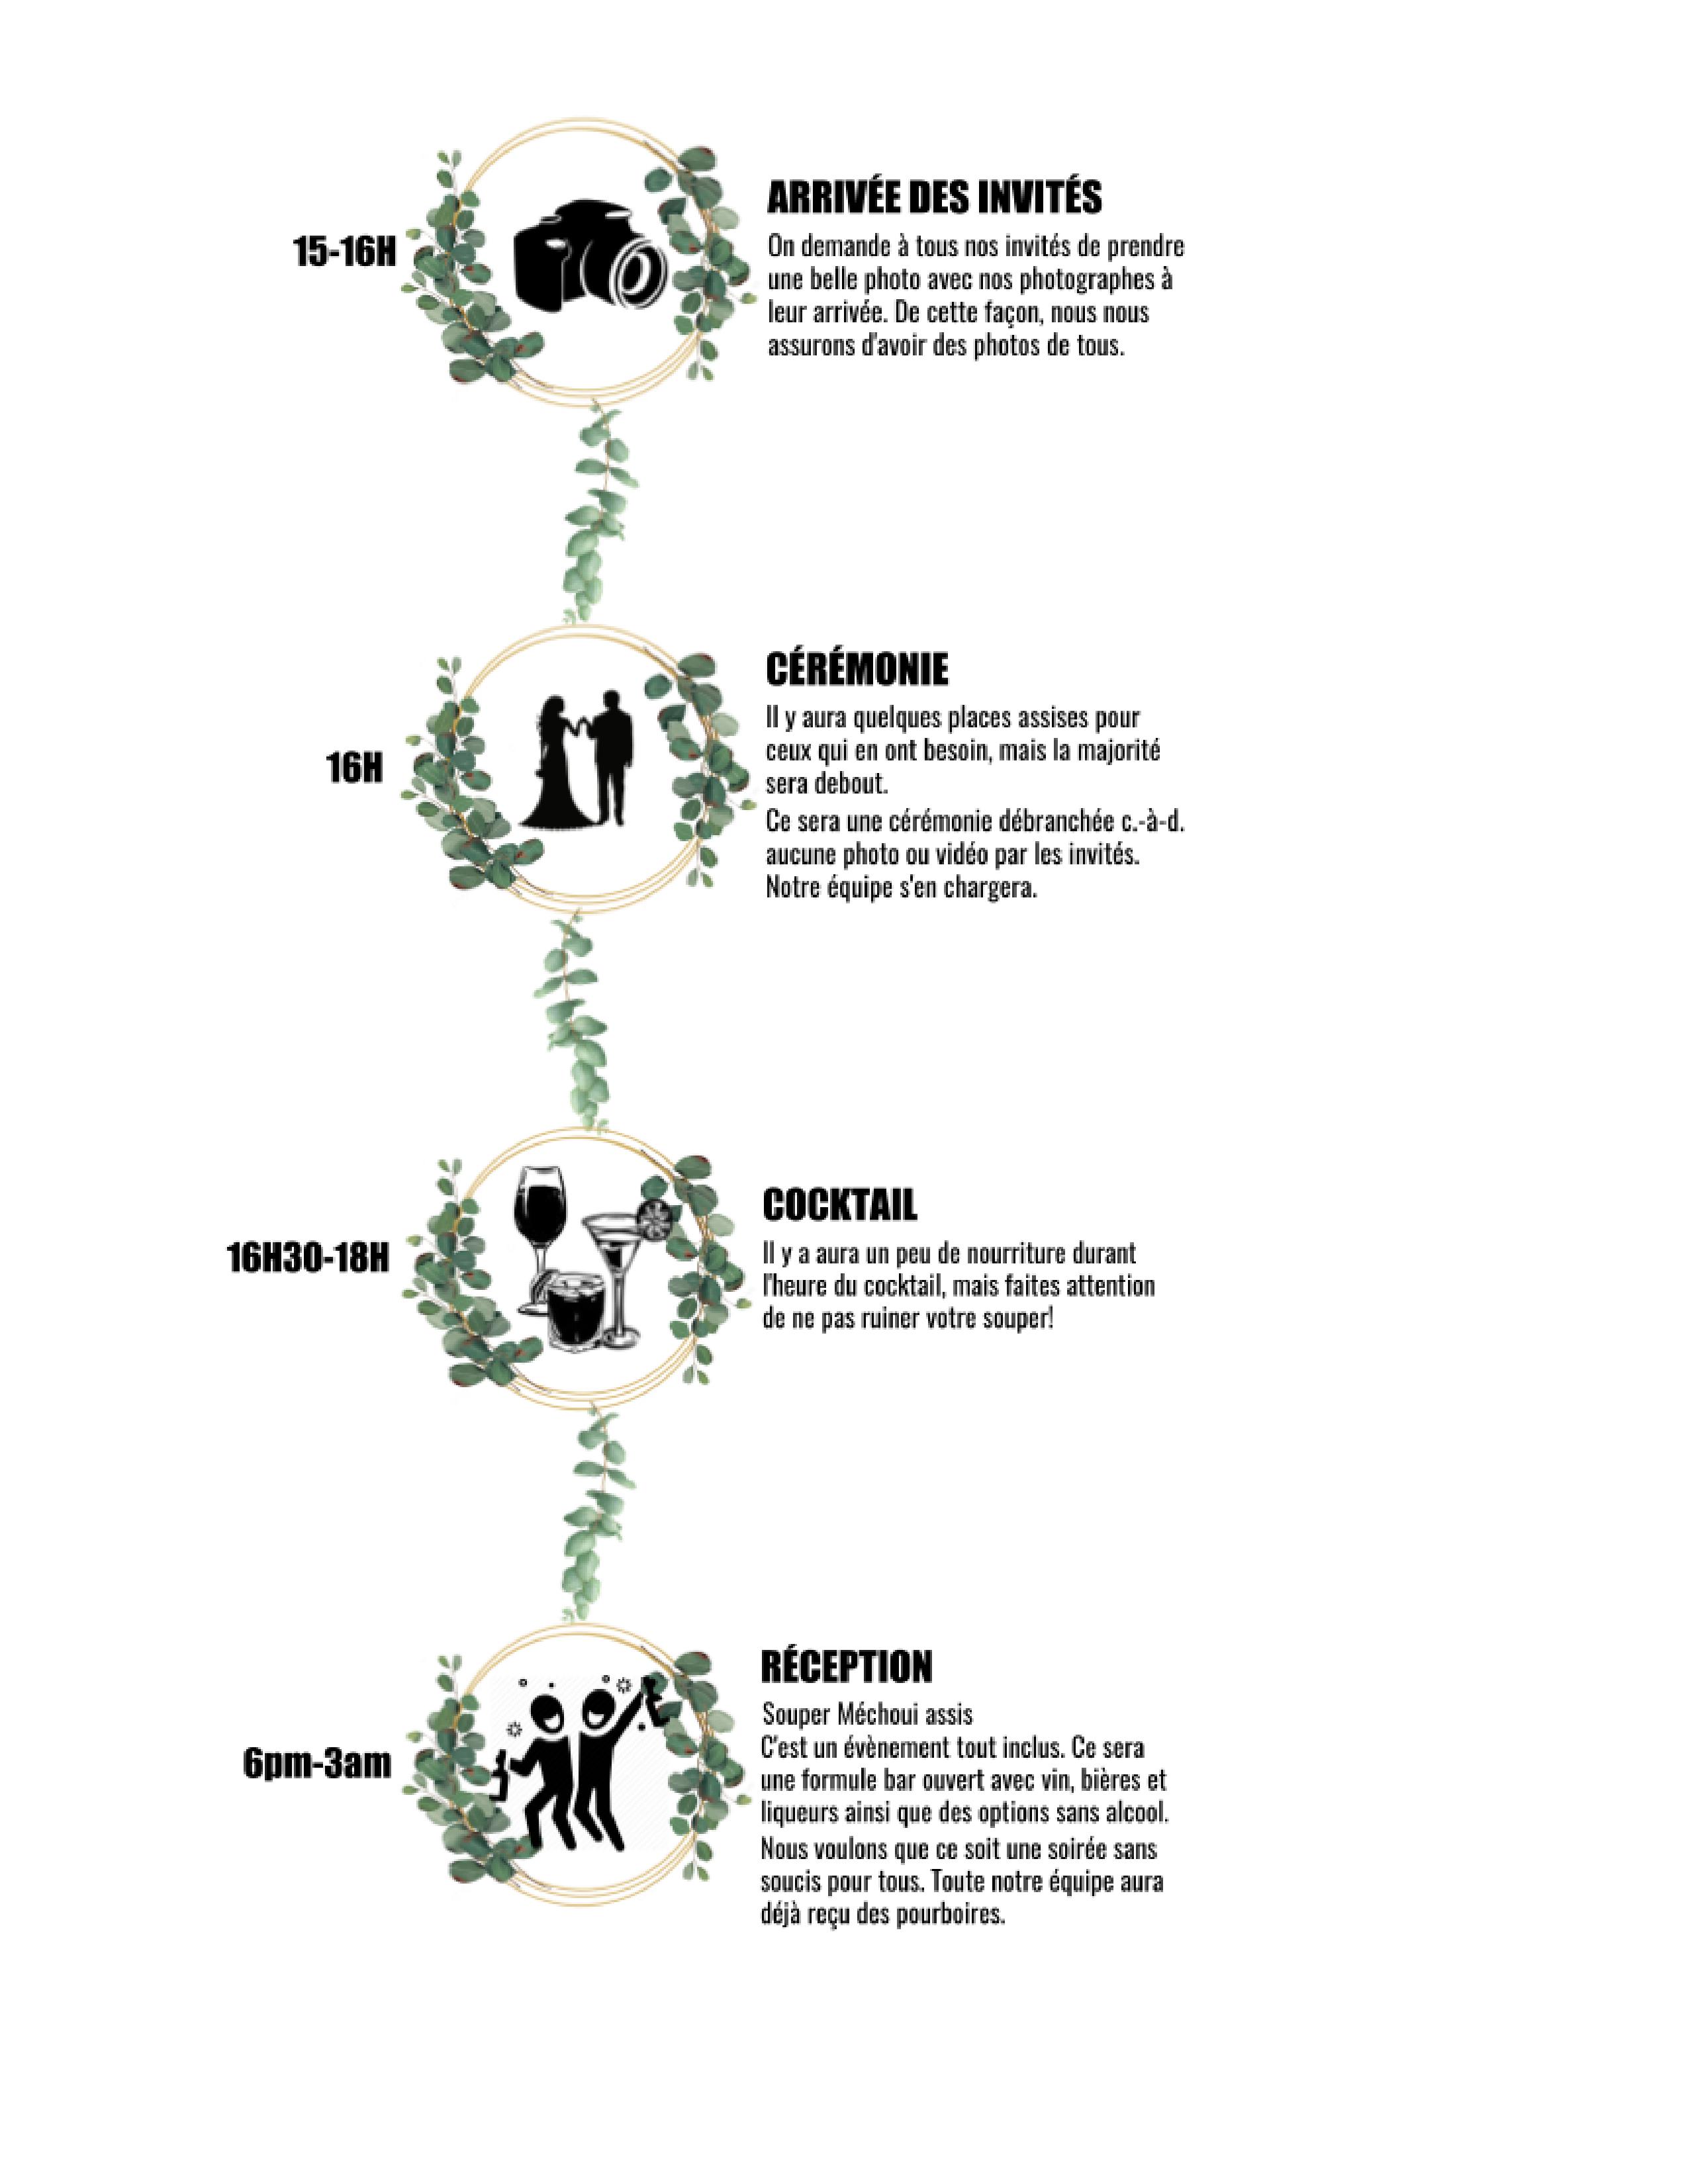 15-16H
ARRIVÉE DES INVITÉS
On demande à tous nos invités de prendre
une belle photo avec nos photographes à
leur arrivée. De cette façon, nous nous
assurons d'avoir des photos de tous.
16H
CÉRÉMONIE
Il y aura quelques places assises pour
ceux qui en ont besoin, mais la majorité
sera debout.
Ce sera une cérémonie débranchée c.-à-d.
aucune photo ou vidéo par les invités.
Notre équipe s'en chargera.
16H30-18H
COCKTAIL
Il y a aura un peu de nourriture durant
l'heure du cocktail, mais faites attention
de ne pas ruiner votre souper!
6pm-3am
RÉCEPTION
Souper Méchoui assis
C'est un évènement tout inclus. Ce sera
une formule bar ouvert avec vin, bières et
liqueurs ainsi que des options sans alcool.
Nous voulons que ce soit une soirée sans
soucis pour tous. Toute notre équipe aura
déjà reçu des pourboires.